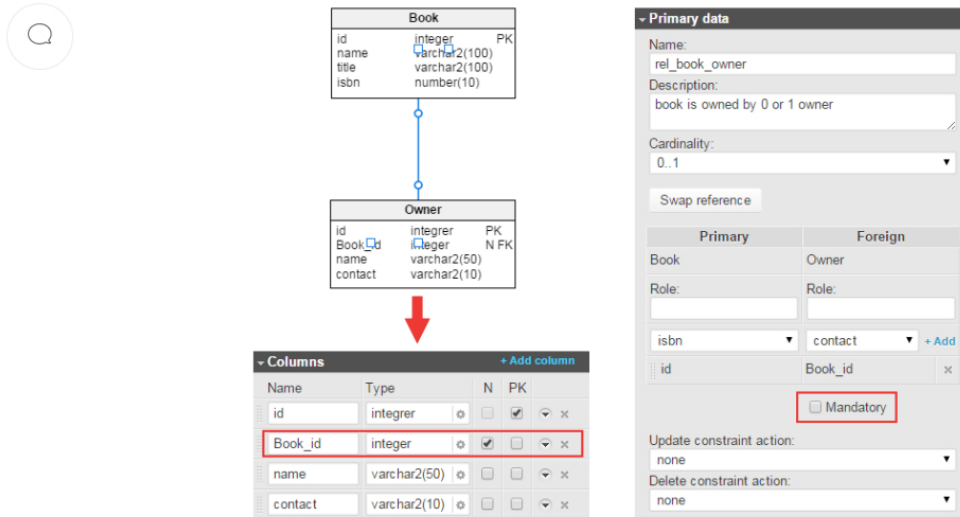 Book
id integer PK
name varchar2(100)
title varchar2(100)
isbn number(10)
Owner
id integrer PK
Book_id integer N FK
name varchar2(50)
contact varchar2(10)
Columns + Add column
Name Type N PK
id integrer
Book_id integer
name varchar2(50)
contact varchar2(10)
Primary data
Name:
rel_book_owner
Description:
book is owned by 0 or 1 owner
Cardinality:
0..1
Swap reference
Primary Foreign
Book Owner
Role: Role:
isbn contact + Add
id Book_id
Mandatory
Update constraint action:
none
Delete constraint action:
none